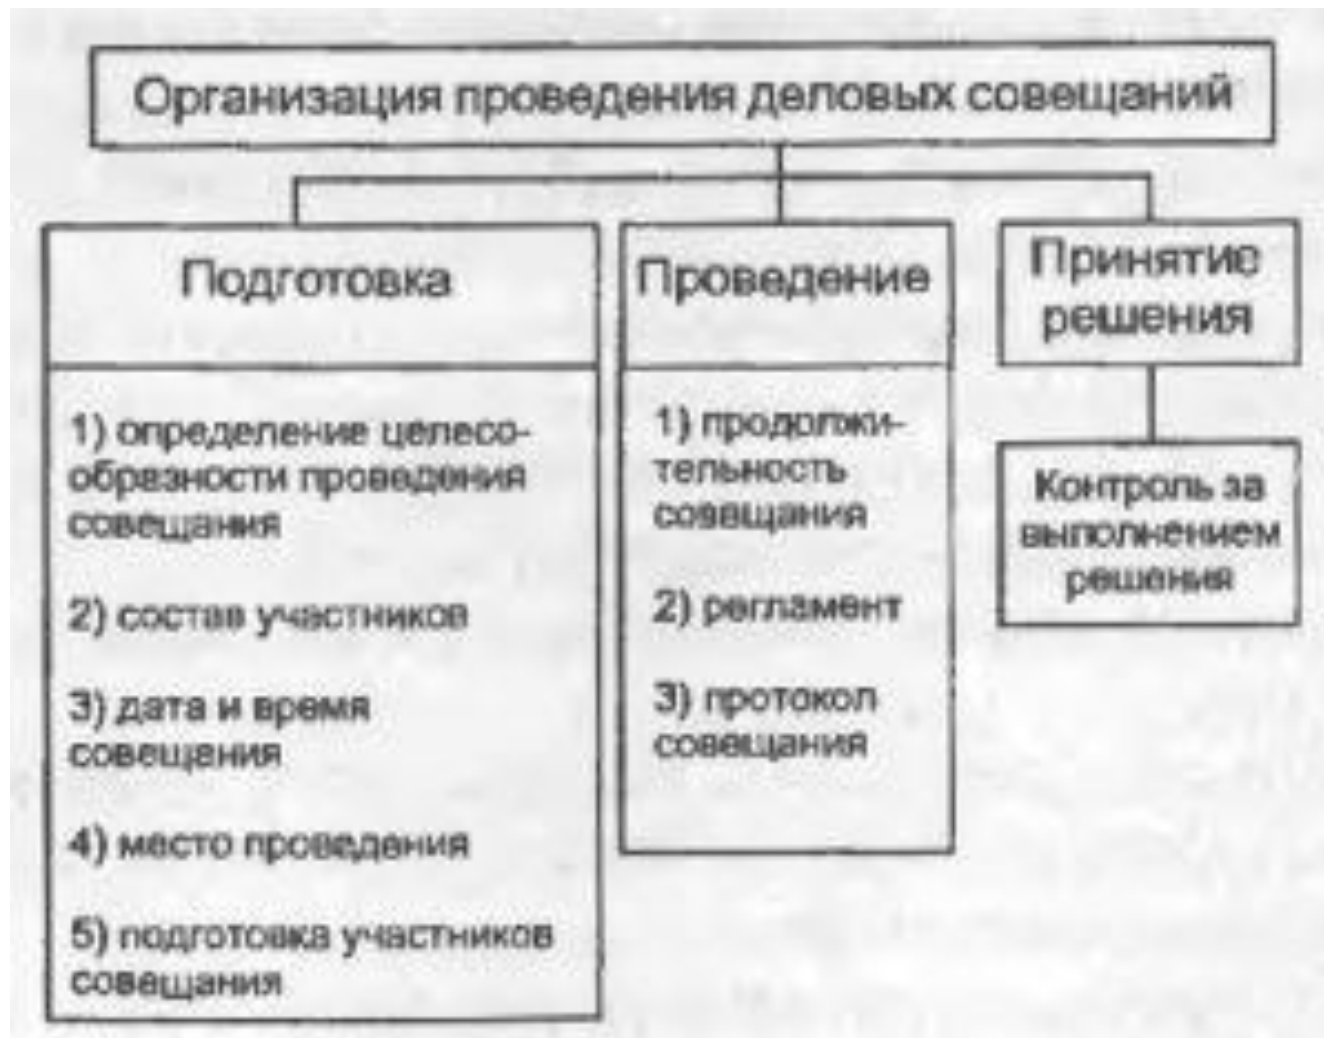 Организация проведения деловых совещаний
Подготовка
1) определение целесо-
образности проведения
совещания
2) состав участников
3) дата и время
совещания
4) место проведения
5) подготовка участников
совещания
Проведение
1) продолжи-
тельность
совещания
2) регламент
3) протокол
совещания
Принятие
решения
Контроль за
выполнением
решения